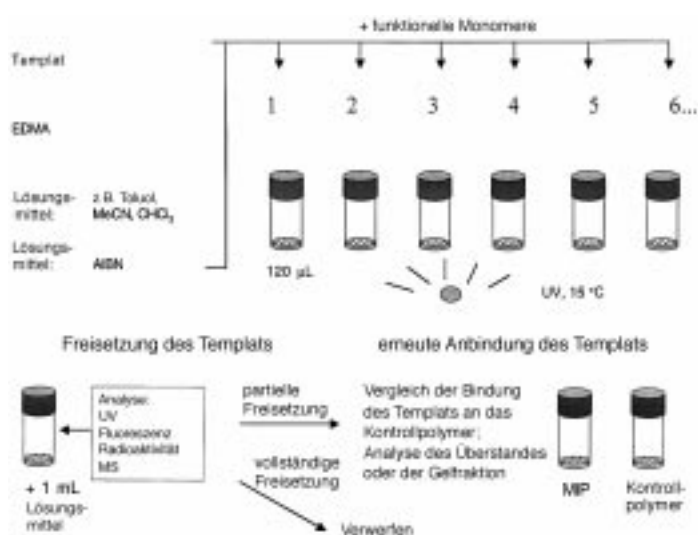 + funktionelle Monomere
Templat
1 2 3 4 5 6...
EDMA
Lösungs-
mittel:
z.B. Toluol,
MeCN, CHCl₃
Lösungs-
mittel:
AIBN
120 µL
UV, 15 °C
Freisetzung des Templats
erneute Anbindung des Templats
Analyse:
UV
Fluoreszenz
Radioaktivität
MS
+ 1 mL
Lösungs-
mittel
partielle
Freisetzung
vollständige
Freisetzung
Verwerfen
Vergleich der Bindung
des Templats an das
Kontrollpolymer;
Analyse des Überstandes
oder der Gelfraktion
MIP
Kontroll-
polymer